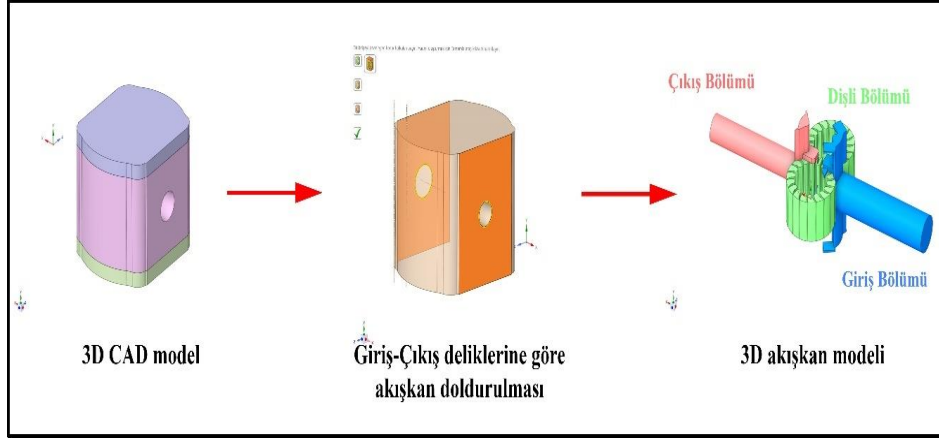 Çıkış Bölümü
Dişli Bölümü
Giriş Bölümü
3D CAD model
Giriş-Çıkış deliklerine göre
akışkan doldurulması
3D akışkan modeli